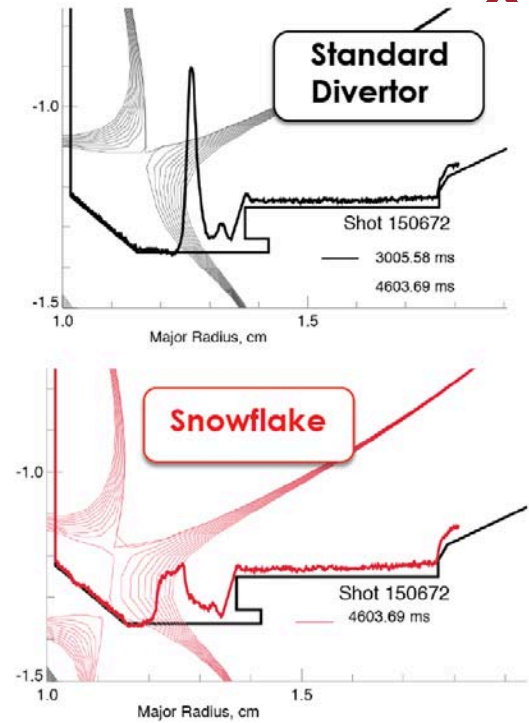 Standard
Divertor
-1.0
Shot 150672
3005.58 ms
4603.69 ms
-1.5
1.0
1.5
Major Radius, cm
Snowflake
-1.0
Shot 150672
4603.69 ms
-1.5
1.0
1.5
Major Radius, cm